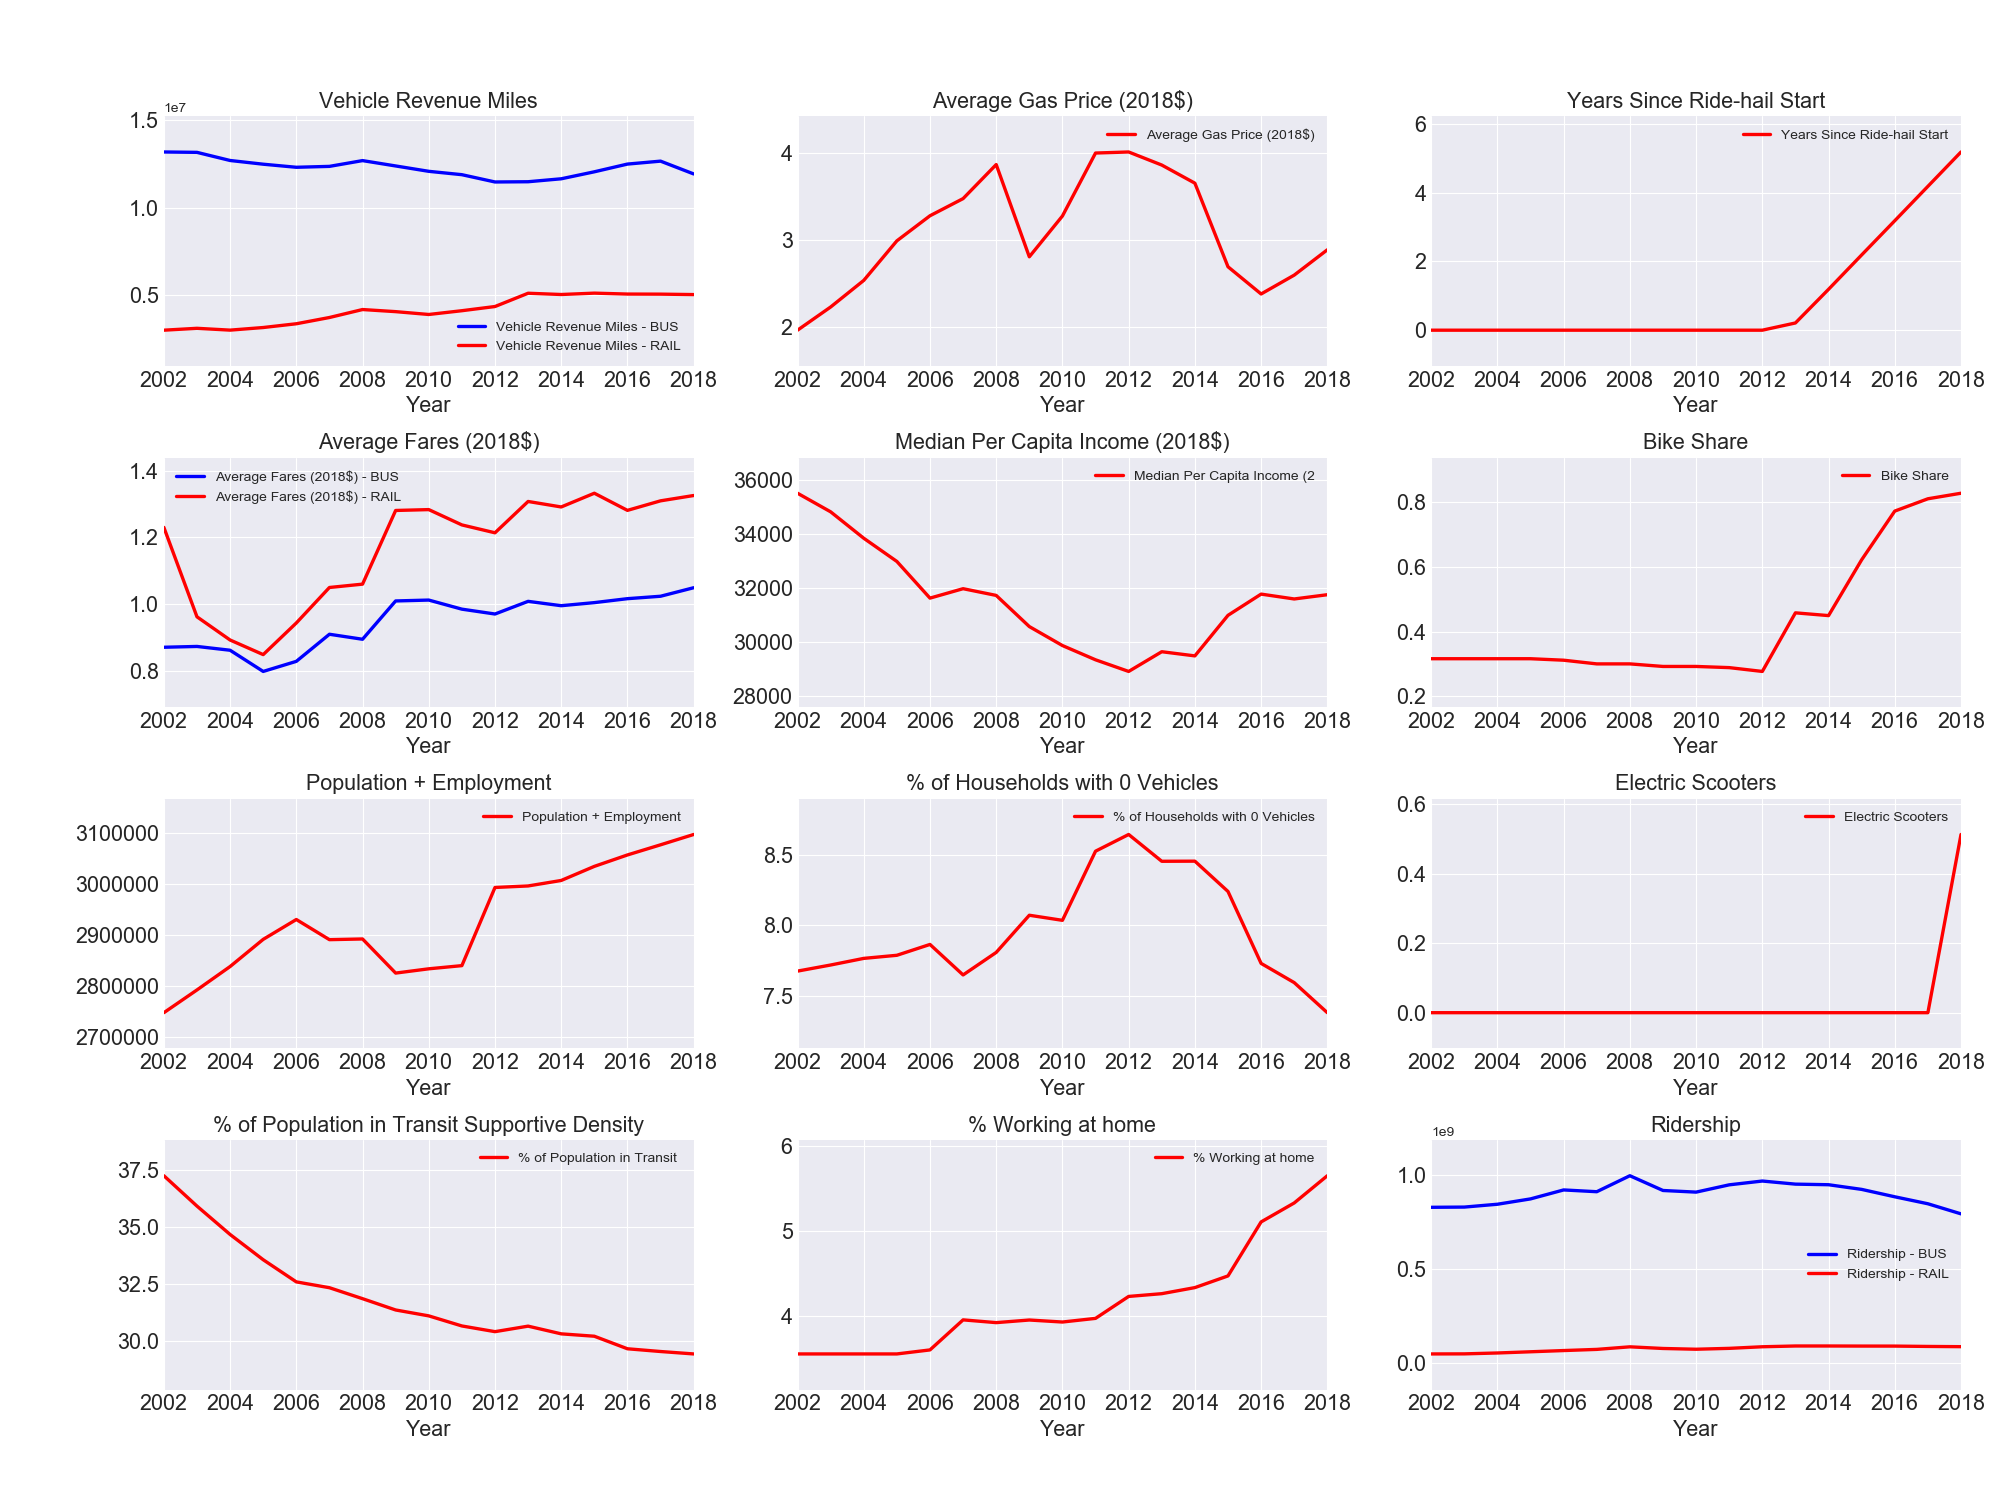 Vehicle Revenue Miles
1e7
1.5
1.0
0.5
Vehicle Revenue Miles - BUS
Vehicle Revenue Miles - RAIL
2002 2004 2006 2008 2010 2012 2014 2016 2018
Year
Average Gas Price (2018$)
Average Gas Price (2018$)
4
3
2
2002 2004 2006 2008 2010 2012 2014 2016 2018
Year
Years Since Ride-hail Start
Years Since Ride-hail Start
6
4
2
0
2002 2004 2006 2008 2010 2012 2014 2016 2018
Year
Average Fares (2018$)
Average Fares (2018$) - BUS
Average Fares (2018$) - RAIL
1.4
1.2
1.0
0.8
2002 2004 2006 2008 2010 2012 2014 2016 2018
Year
Median Per Capita Income (2018$)
Median Per Capita Income (2
36000
34000
32000
30000
28000
2002 2004 2006 2008 2010 2012 2014 2016 2018
Year
Bike Share
Bike Share
0.8
0.6
0.4
0.2
2002 2004 2006 2008 2010 2012 2014 2016 2018
Year
Population + Employment
Population + Employment
3100000
3000000
2900000
2800000
2700000
2002 2004 2006 2008 2010 2012 2014 2016 2018
Year
% of Households with 0 Vehicles
% of Households with 0 Vehicles
8.5
8.0
7.5
2002 2004 2006 2008 2010 2012 2014 2016 2018
Year
Electric Scooters
Electric Scooters
0.6
0.4
0.2
0.0
2002 2004 2006 2008 2010 2012 2014 2016 2018
Year
% of Population in Transit Supportive Density
% of Population in Transit
37.5
35.0
32.5
30.0
2002 2004 2006 2008 2010 2012 2014 2016 2018
Year
% Working at home
% Working at home
6
5
4
2002 2004 2006 2008 2010 2012 2014 2016 2018
Year
Ridership
1e9
1.0
0.5
0.0
Ridership - BUS
Ridership - RAIL
2002 2004 2006 2008 2010 2012 2014 2016 2018
Year